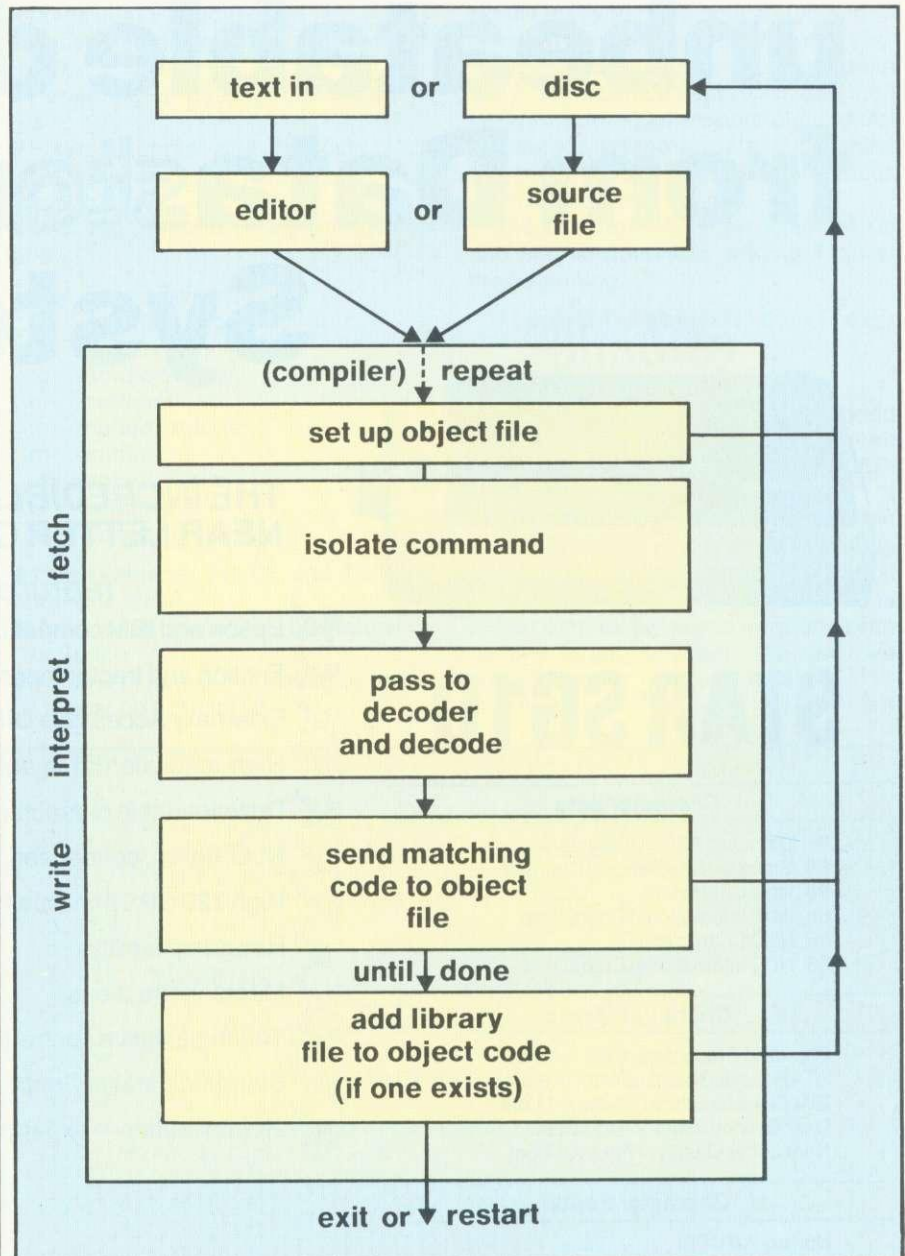 text in or disc
editor or source
file
(compiler) repeat
set up object file
fetch
isolate command
interpret
pass to
decoder
and decode
write
send matching
code to object
file
until done
add library
file to object code
(if one exists)
exit or restart